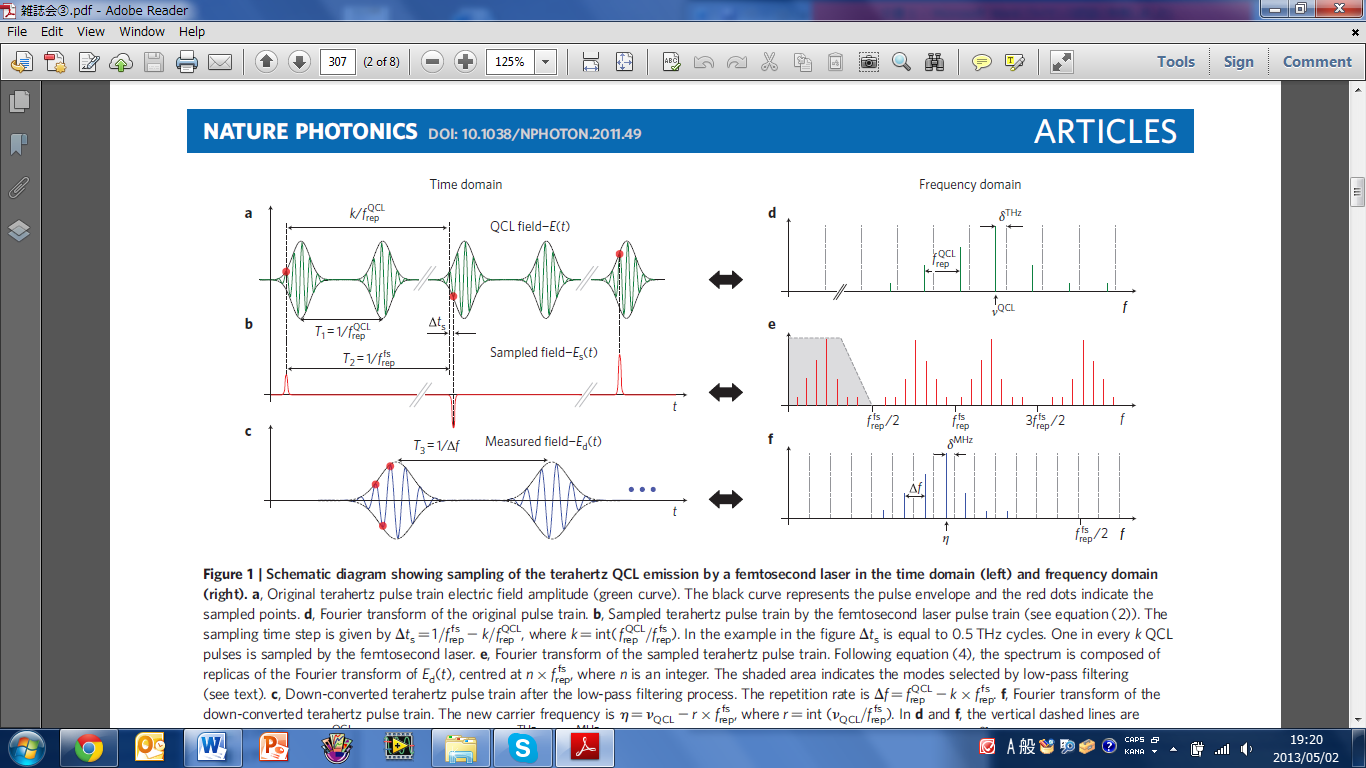 雑誌会③.pdf - Adobe Reader
File Edit View Window Help
307 (2 of 8) 125% Tools Sign Comment
NATURE PHOTONICS DOI: 10.1038/NPHOTON.2011.49 ARTICLES
Time domain
Frequency domain
a
k/f_rep^QCL
QCL field–E(t)
T₁ = 1/f_rep^QCL
b
Δt_s
T₂ = 1/f_rep^fs
Sampled field–E_s(t)
t
c
T₃ = 1/Δf
Measured field–E_d(t)
t
d
δ^THz
f_rep^QCL
ν^QCL
f
e
f_rep^fs/2
f_rep^fs
3f_rep^fs/2
f
f
δ^MHz
Δf
η
f_rep^fs/2
f
Figure 1 | Schematic diagram showing sampling of the terahertz QCL emission by a femtosecond laser in the time domain (left) and frequency domain
(right). a, Original terahertz pulse train electric field amplitude (green curve). The black curve represents the pulse envelope and the red dots indicate the
sampled points. d, Fourier transform of the original pulse train. b, Sampled terahertz pulse train by the femtosecond laser pulse train (see equation (2)). The
sampling time step is given by Δt_s = 1/f_rep^fs − k/f_rep^QCL, where k = int(f_rep^QCL/f_rep^fs). In the example in the figure Δt_s is equal to 0.5 THz cycles. One in every k QCL
pulses is sampled by the femtosecond laser. e, Fourier transform of the sampled terahertz pulse train. Following equation (4), the spectrum is composed of
replicas of the Fourier transform of E_d(t), centred at n × f_rep^fs, where n is an integer. The shaded area indicates the modes selected by low-pass filtering
(see text). c, Down-converted terahertz pulse train after the low-pass filtering process. The repetition rate is Δf = f_rep^QCL − k × f_rep^fs. f, Fourier transform of the
down-converted terahertz pulse train. The new carrier frequency is η = ν_QCL − r × f_rep^fs, where r = int (ν_QCL/f_rep^fs). In d and f, the vertical dashed lines are
A 般 CAPS KANA
19:20
2013/05/02